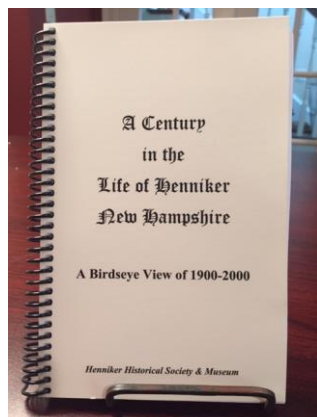 A Century
in the
Life of Henniker
New Hampshire
A Birdseye View of 1900-2000
Henniker Historical Society & Museum